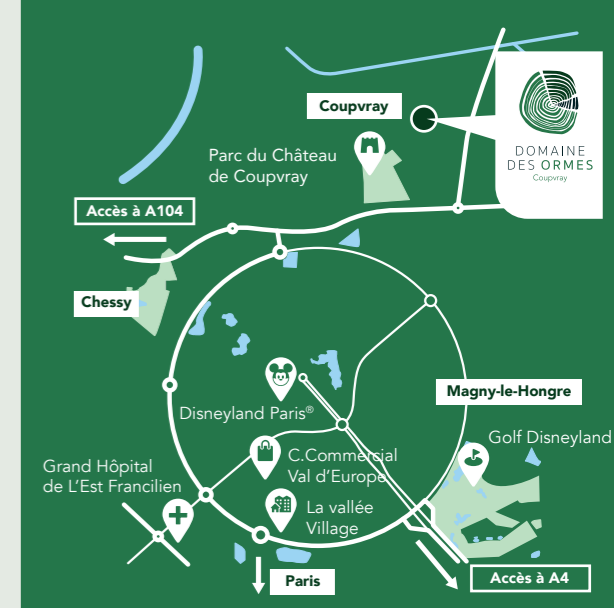 Coupvray
DOMAINE
DES ORMES
Coupvray
Parc du Château
de Coupvray
Accès à A104
Chessy
Disneyland Paris®
Magny-le-Hongre
Golf Disneyland
C.Commercial
Val d'Europe
Grand Hôpital
de L'Est Francilien
La vallée
Village
Paris
Accès à A4